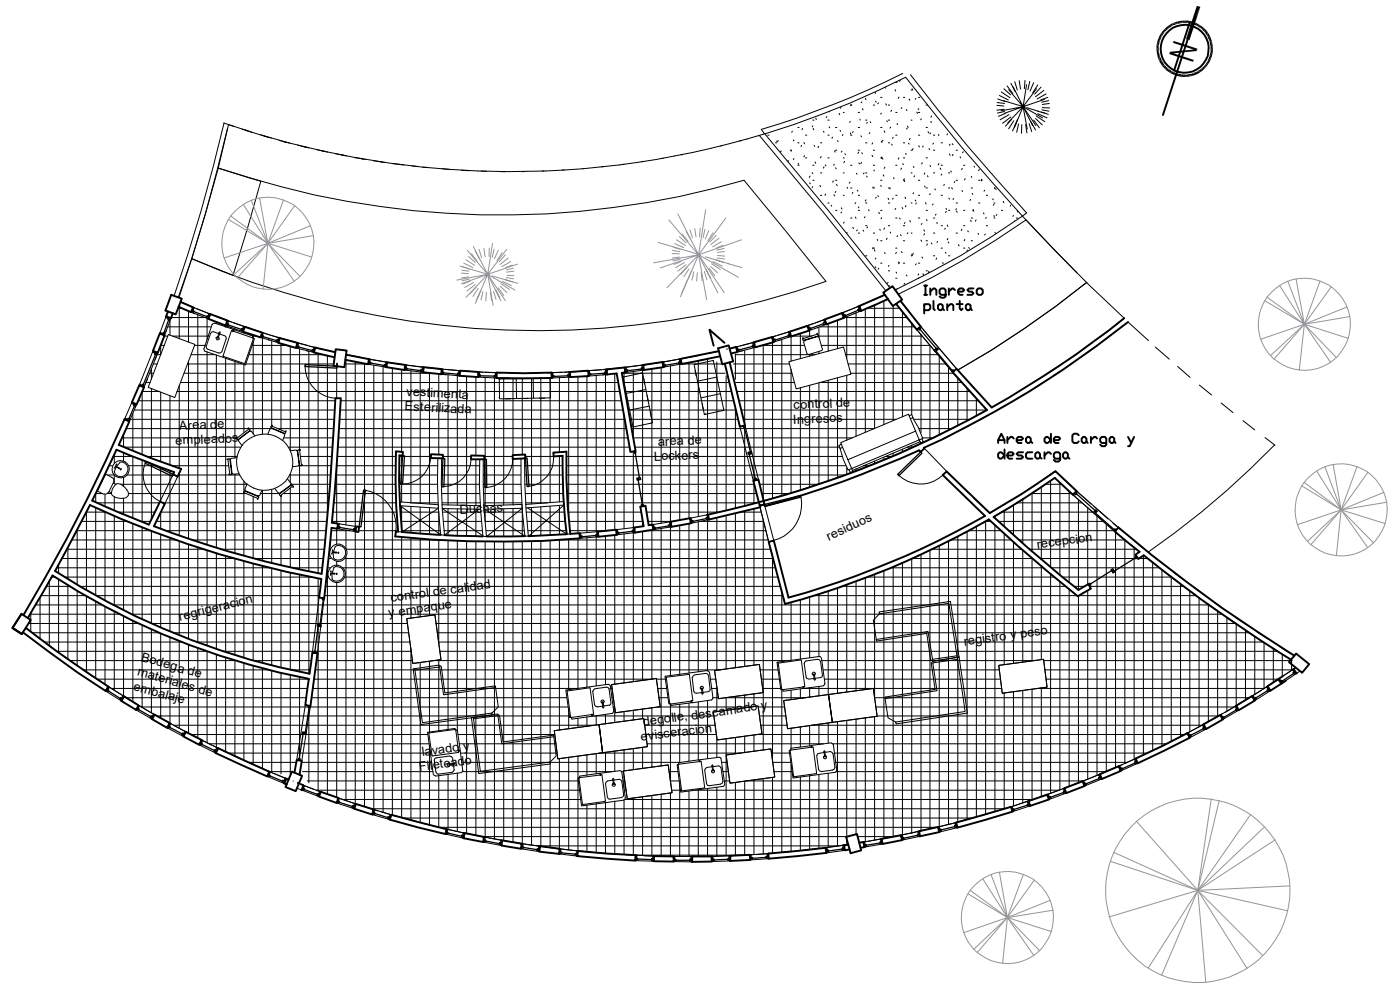 N
Ingreso
planta
vestimenta
Esterilizada
control de
Ingresos
Area de
empleados
area de
Lockers
Area de Carga y
descarga
Duchas
residuos
recepcion
control de calidad
y empaque
regrigeracion
registro y peso
Bodega de
materiales de
embalaje
degolle, descamado y
evisceracion
lavado y
Fileteado